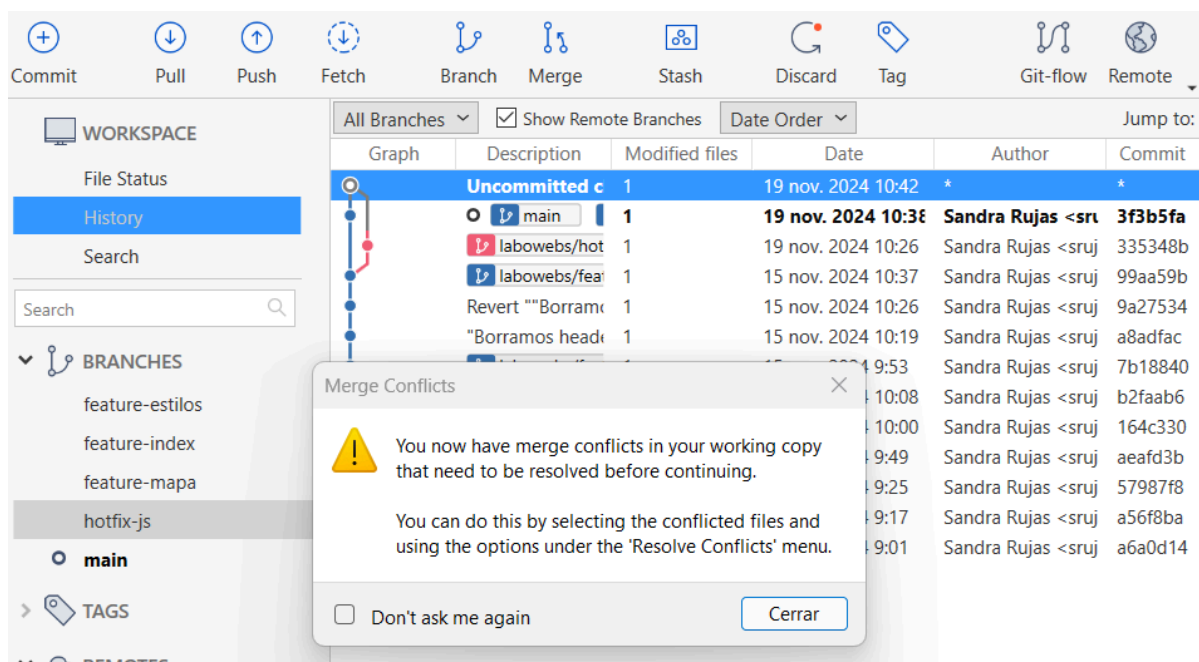 Commit Pull Push Fetch Branch Merge Stash Discard Tag Git-flow Remote
WORKSPACE
File Status
History
Search
Search
BRANCHES
feature-estilos
feature-index
feature-mapa
hotfix-js
main
TAGS
REMOTES
All Branches Show Remote Branches Date Order Jump to:
Graph Description Modified files Date Author Commit
Uncommitted c 1 19 nov. 2024 10:42 * *
main 1 19 nov. 2024 10:38 Sandra Rujas <sru 3f3b5fa
labowebs/hot 1 19 nov. 2024 10:26 Sandra Rujas <sruj 335348b
labowebs/feat 1 15 nov. 2024 10:37 Sandra Rujas <sruj 99aa59b
Revert ""Borramo 1 15 nov. 2024 10:26 Sandra Rujas <sruj 9a27534
"Borramos heade 1 15 nov. 2024 10:19 Sandra Rujas <sruj a8adfac
9:53 Sandra Rujas <sruj 7b18840
10:08 Sandra Rujas <sruj b2faab6
10:00 Sandra Rujas <sruj 164c330
9:49 Sandra Rujas <sruj aeafd3b
9:25 Sandra Rujas <sruj 57987f8
9:17 Sandra Rujas <sruj a56f8ba
9:01 Sandra Rujas <sruj a6a0d14
Merge Conflicts
You now have merge conflicts in your working copy
that need to be resolved before continuing.
You can do this by selecting the conflicted files and
using the options under the 'Resolve Conflicts' menu.
Don't ask me again
Cerrar